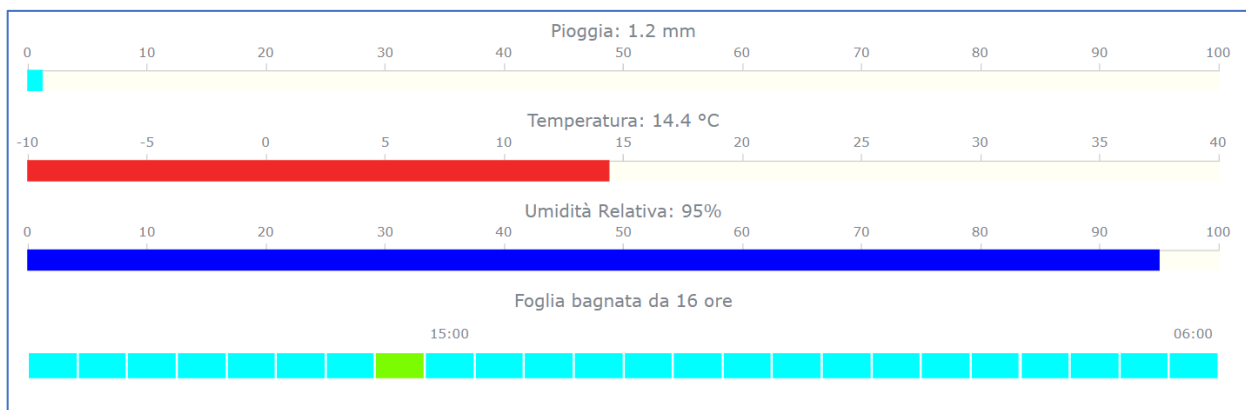 Pioggia: 1.2 mm
0 10 20 30 40 50 60 70 80 90 100
Temperatura: 14.4 °C
-10 -5 0 5 10 15 20 25 30 35 40
Umidità Relativa: 95%
0 10 20 30 40 50 60 70 80 90 100
Foglia bagnata da 16 ore
15:00 06:00